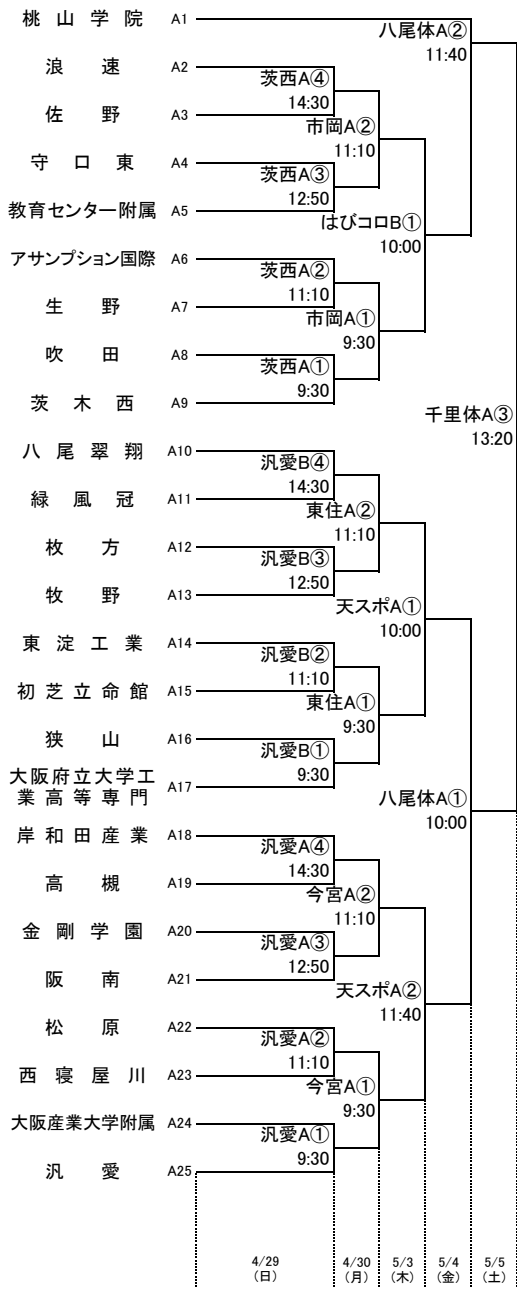 桃山学院 A1
八尾体A②
11:40
浪速 A2
茨西A④
14:30
佐野 A3
市岡A②
11:10
守口東 A4
茨西A③
12:50
教育センター附属 A5
はびコロB①
10:00
アサンプション国際 A6
茨西A②
11:10
生野 A7
市岡A①
9:30
吹田 A8
茨西A①
9:30
茨木西 A9
千里体A③
13:20
八尾翠翔 A10
汎愛B④
14:30
緑風冠 A11
東住A②
11:10
枚方 A12
汎愛B③
12:50
牧野 A13
天スポA①
10:00
東淀工業 A14
汎愛B②
11:10
初芝立命館 A15
東住A①
9:30
狭山 A16
汎愛B①
9:30
大阪府立大学工
業高等専門 A17
八尾体A①
10:00
岸和田産業 A18
汎愛A④
14:30
高槻 A19
今宮A②
11:10
金剛学園 A20
汎愛A③
12:50
阪南 A21
天スポA②
11:40
松原 A22
汎愛A②
11:10
西寝屋川 A23
今宮A①
9:30
大阪産業大学附属 A24
汎愛A①
9:30
汎愛 A25
4/29 4/30 5/3 5/4 5/5
(日) (月) (木) (金) (土)